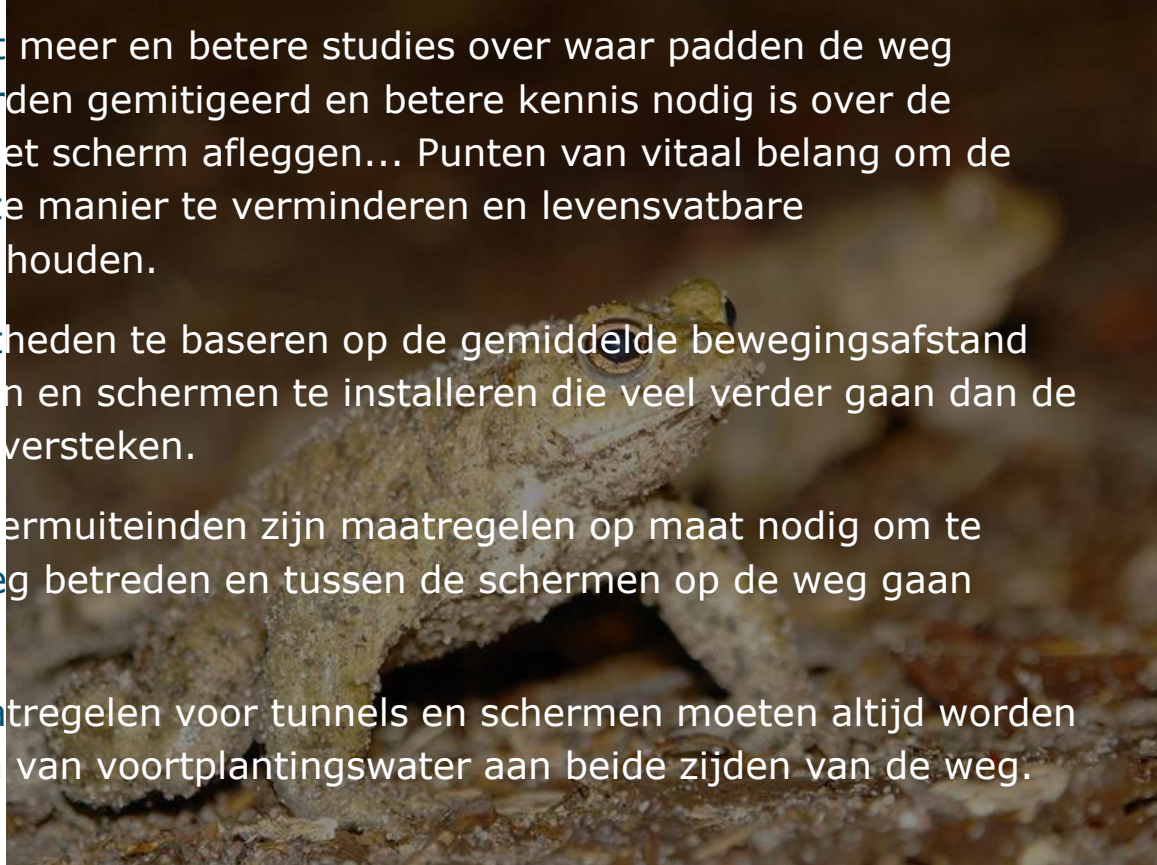 meer en betere studies over waar padden de weg
den gemitigeerd en betere kennis nodig is over de
et scherm afleggen... Punten van vitaal belang om de
e manier te verminderen en levensvatbare
houden.
heden te baseren op de gemiddelde bewegingsafstand
n en schermen te installeren die veel verder gaan dan de
versteken.
ermuiteinden zijn maatregelen op maat nodig om te
eg betreden en tussen de schermen op de weg gaan
tregelen voor tunnels en schermen moeten altijd worden
van voortplantingswater aan beide zijden van de weg.